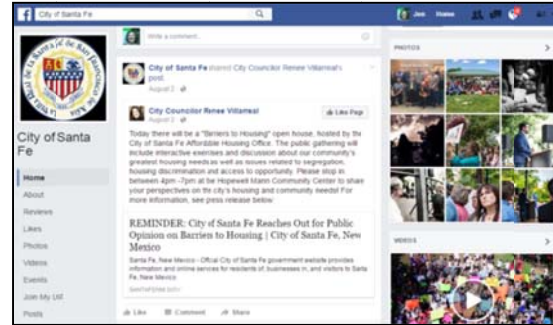 City of Santa Fe
Jen Home
Write a comment...
City of Santa Fe shared City Councilor Renee Villarreal's
post.
August 2
City Councilor Renee Villarreal
August 2
Like Page
Today there will be a "Barriers to Housing" open house, hosted by the
City of Santa Fe Affordable Housing Office. The public gathering will
include interactive exercises and discussion about our community's
greatest housing needs as well as issues related to segregation,
housing discrimination and access to opportunity. Please stop in
between 4pm -7pm at the Hopewell Mann Community Center to share
your perspectives on the city's housing and community needs! For
more information, see press release below
REMINDER: City of Santa Fe Reaches Out for Public
Opinion on Barriers to Housing | City of Santa Fe, New
Mexico
Santa Fe, New Mexico - Official City of Santa Fe government website provides
information and online services for residents of, businesses in, and visitors to Santa
Fe, New Mexico.
SANTAFENM.GOV
Like Comment Share
City of Santa
Fe
Home
About
Reviews
Likes
Photos
Videos
Events
Join My List
Posts
PHOTOS
VIDEOS